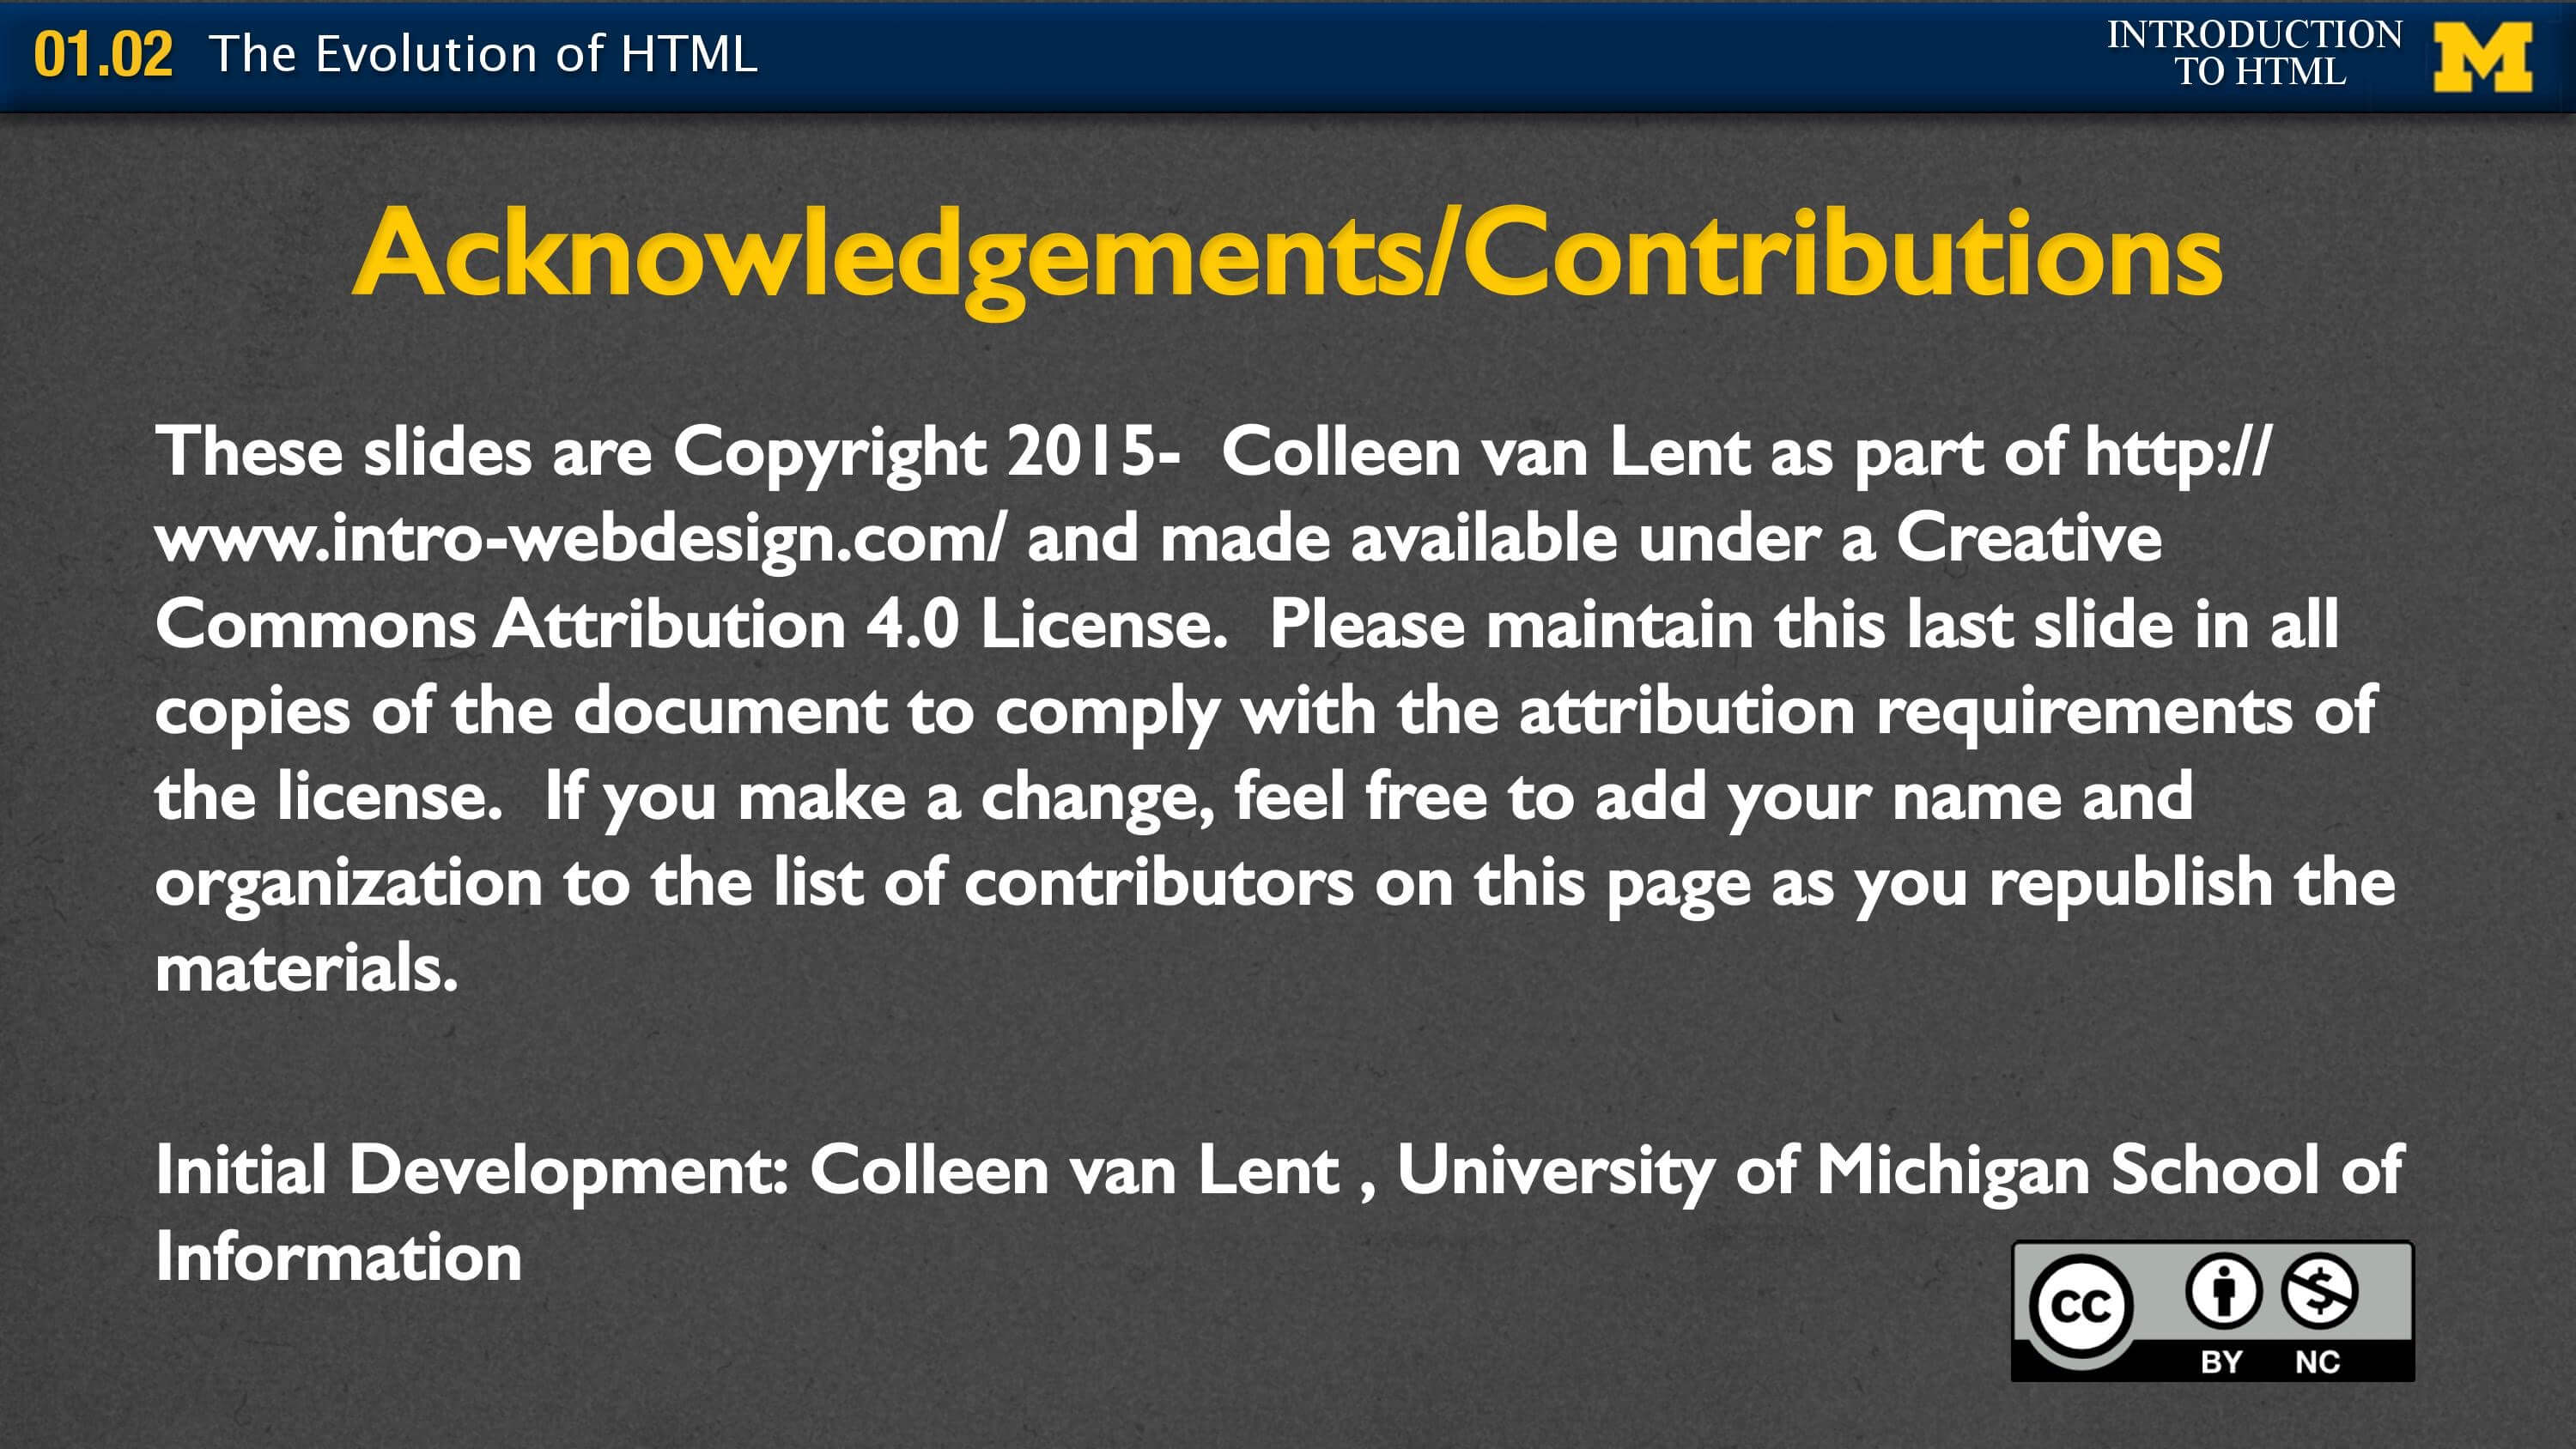 01.02 The Evolution of HTML
INTRODUCTION
TO HTML
M
Acknowledgements/Contributions
These slides are Copyright 2015-  Colleen van Lent as part of http://
www.intro-webdesign.com/ and made available under a Creative
Commons Attribution 4.0 License.  Please maintain this last slide in all
copies of the document to comply with the attribution requirements of
the license.  If you make a change, feel free to add your name and
organization to the list of contributors on this page as you republish the
materials.
Initial Development: Colleen van Lent , University of Michigan School of
Information
cc
BY NC